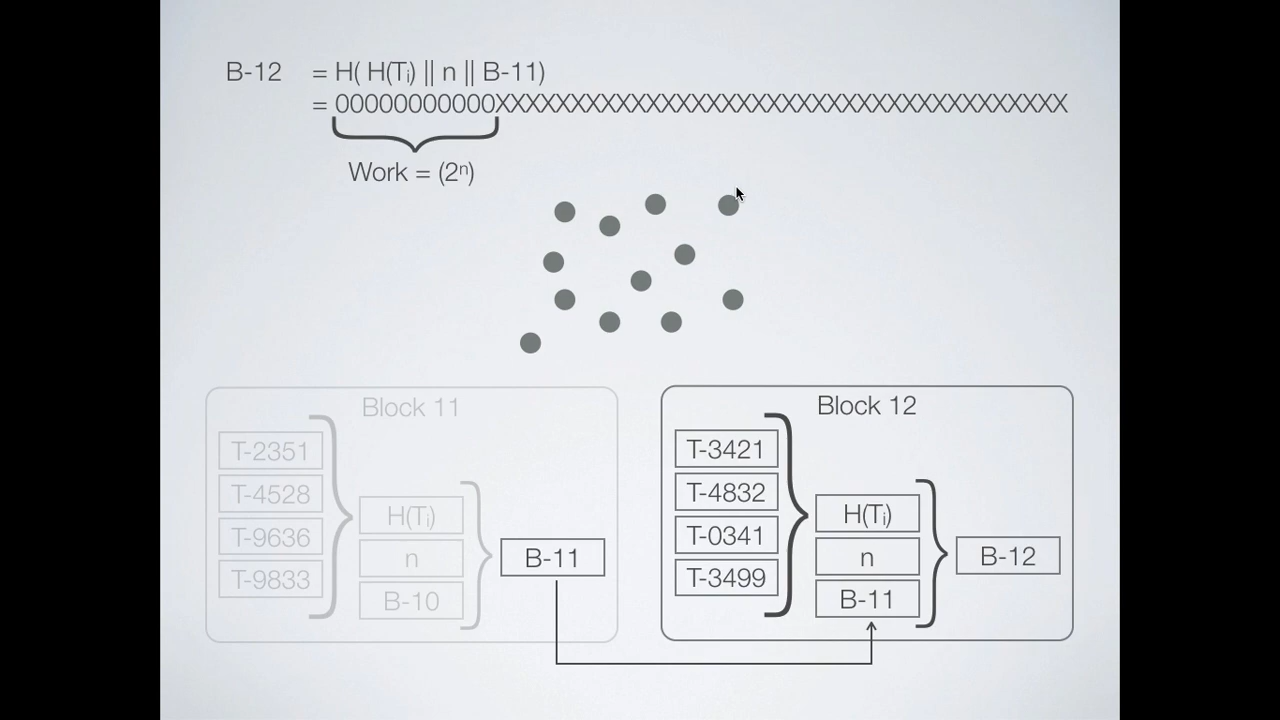 B-12 = H( H(Tᵢ) || n || B-11)
= 00000000000XXXXXXXXXXXXXXXXXXXXXXXXXXXXXXXXXXXXXX
Work = (2ⁿ)
Block 11
T-2351
T-4528
T-9636
T-9833
H(Tᵢ)
n
B-10
B-11
Block 12
T-3421
T-4832
T-0341
T-3499
H(Tᵢ)
n
B-11
B-12